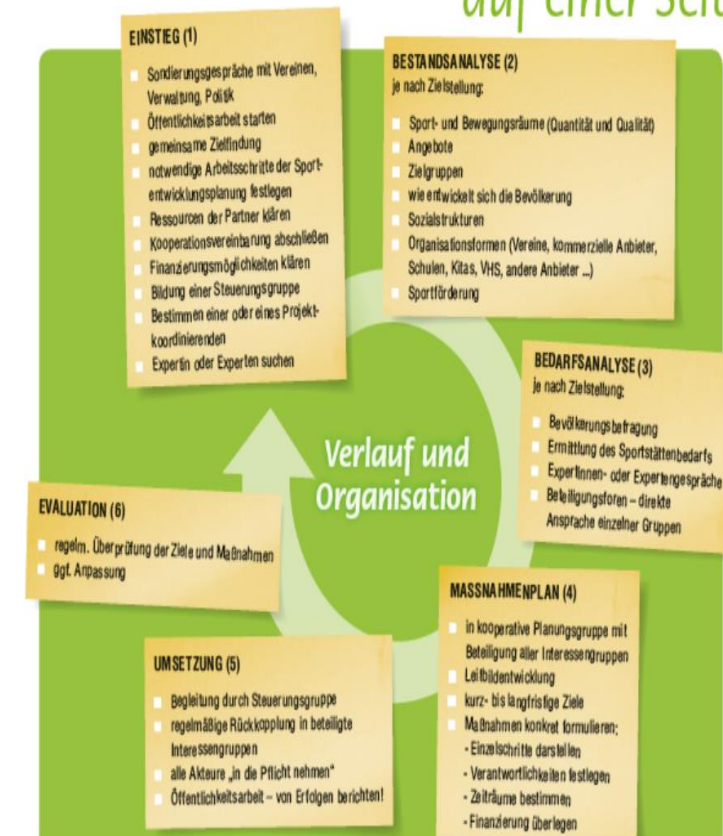 auf einer Seit
EINSTIEG (1)
Sondierungsgespräche mit Vereinen,
Verwaltung, Politik
Öffentlichkeitsarbeit starten
gemeinsame Zielfindung
notwendige Arbeitsschritte der Sport-
entwicklungsplanung festlegen
Ressourcen der Partner klären
Kooperationsvereinbarung abschließen
Finanzierungsmöglichkeiten klären
Bildung einer Steuerungsgruppe
Bestimmen einer oder eines Projekt-
koordinierenden
Expertin oder Experten suchen
BESTANDSANALYSE (2)
je nach Zielstellung:
Sport- und Bewegungsräume (Quantität und Qualität)
Angebote
Zielgruppen
wie entwickelt sich die Bevölkerung
Sozialstrukturen
Organisationsformen (Vereine, kommerzielle Anbieter,
Schulen, Kitas, VHS, andere Anbieter ...)
Sportförderung
BEDARFSANALYSE (3)
je nach Zielstellung:
Bevölkerungsbefragung
Ermittlung des Sportstättenbedarfs
Expertinnen- oder Expertengespräche
Beteiligungsforen – direkte
Ansprache einzelner Gruppen
Verlauf und
Organisation
MASSNAHMENPLAN (4)
in kooperative Planungsgruppe mit
Beteiligung aller Interessengruppen
Leitbildentwicklung
kurz- bis langfristige Ziele
Maßnahmen konkret formulieren:
- Einzelschritte darstellen
- Verantwortlichkeiten festlegen
- Zeiträume bestimmen
- Finanzierung überlegen
UMSETZUNG (5)
Begleitung durch Steuerungsgruppe
regelmäßige Rückkopplung in beteiligte
Interessengruppen
alle Akteure „in die Pflicht nehmen"
Öffentlichkeitsarbeit – von Erfolgen berichten!
EVALUATION (6)
regelm. Überprüfung der Ziele und Maßnahmen
ggf. Anpassung